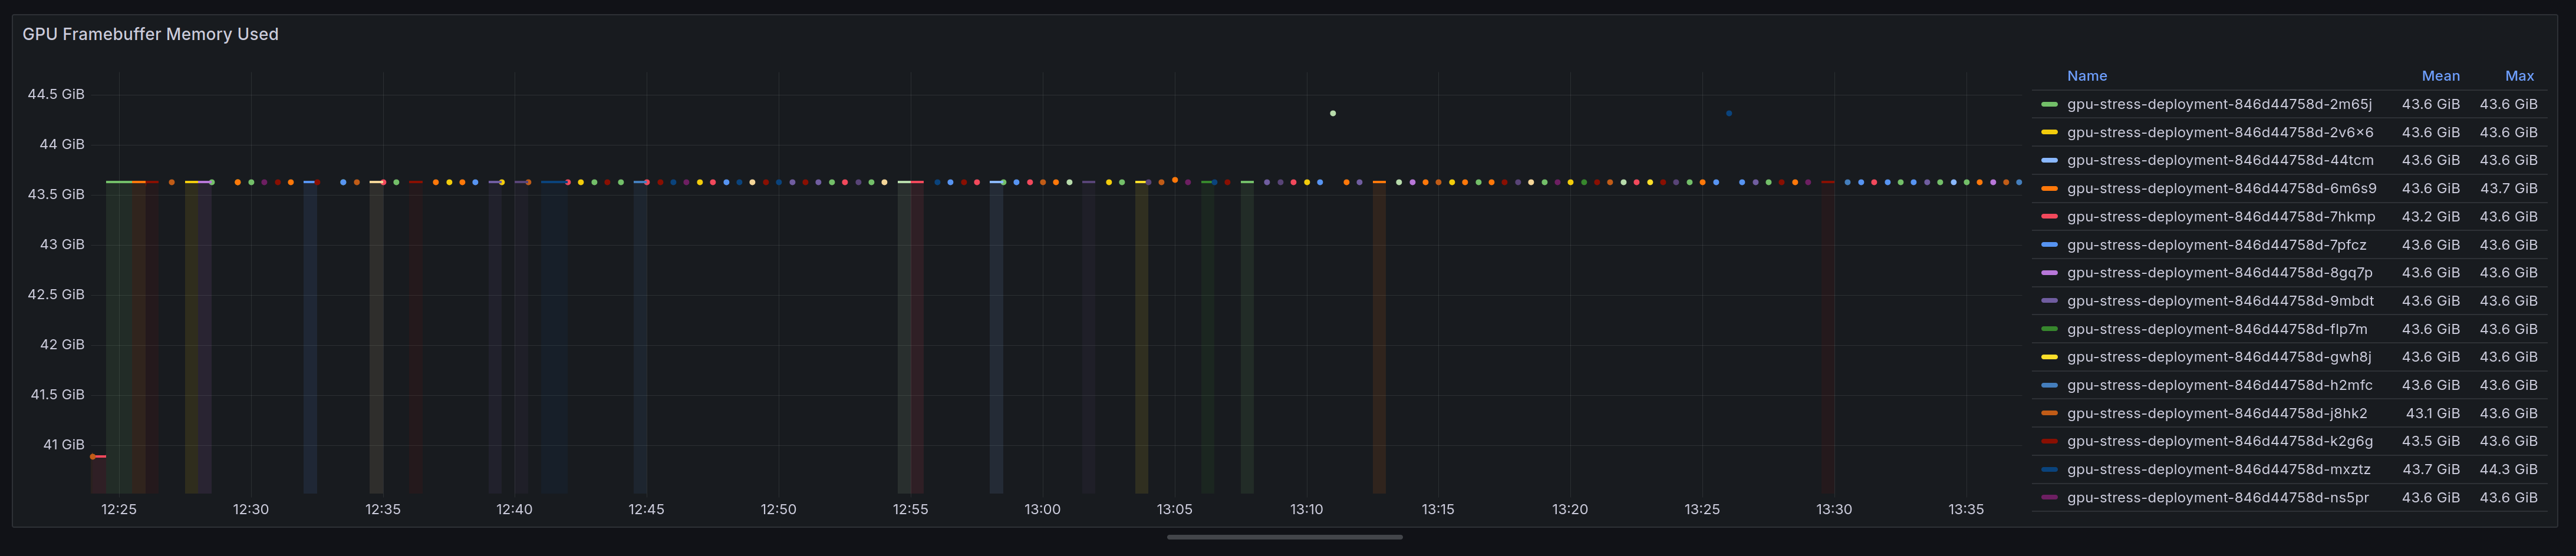 GPU Framebuffer Memory Used
44.5 GiB
44 GiB
43.5 GiB
43 GiB
42.5 GiB
42 GiB
41.5 GiB
41 GiB
12:25 12:30 12:35 12:40 12:45 12:50 12:55 13:00 13:05 13:10 13:15 13:20 13:25 13:30 13:35
Name Mean Max
gpu-stress-deployment-846d44758d-2m65j 43.6 GiB 43.6 GiB
gpu-stress-deployment-846d44758d-2v6x6 43.6 GiB 43.6 GiB
gpu-stress-deployment-846d44758d-44tcm 43.6 GiB 43.6 GiB
gpu-stress-deployment-846d44758d-6m6s9 43.6 GiB 43.7 GiB
gpu-stress-deployment-846d44758d-7hkmp 43.2 GiB 43.6 GiB
gpu-stress-deployment-846d44758d-7pfcz 43.6 GiB 43.6 GiB
gpu-stress-deployment-846d44758d-8gq7p 43.6 GiB 43.6 GiB
gpu-stress-deployment-846d44758d-9mbdt 43.6 GiB 43.6 GiB
gpu-stress-deployment-846d44758d-flp7m 43.6 GiB 43.6 GiB
gpu-stress-deployment-846d44758d-gwh8j 43.6 GiB 43.6 GiB
gpu-stress-deployment-846d44758d-h2mfc 43.6 GiB 43.6 GiB
gpu-stress-deployment-846d44758d-j8hk2 43.1 GiB 43.6 GiB
gpu-stress-deployment-846d44758d-k2g6g 43.5 GiB 43.6 GiB
gpu-stress-deployment-846d44758d-mxztz 43.7 GiB 44.3 GiB
gpu-stress-deployment-846d44758d-ns5pr 43.6 GiB 43.6 GiB